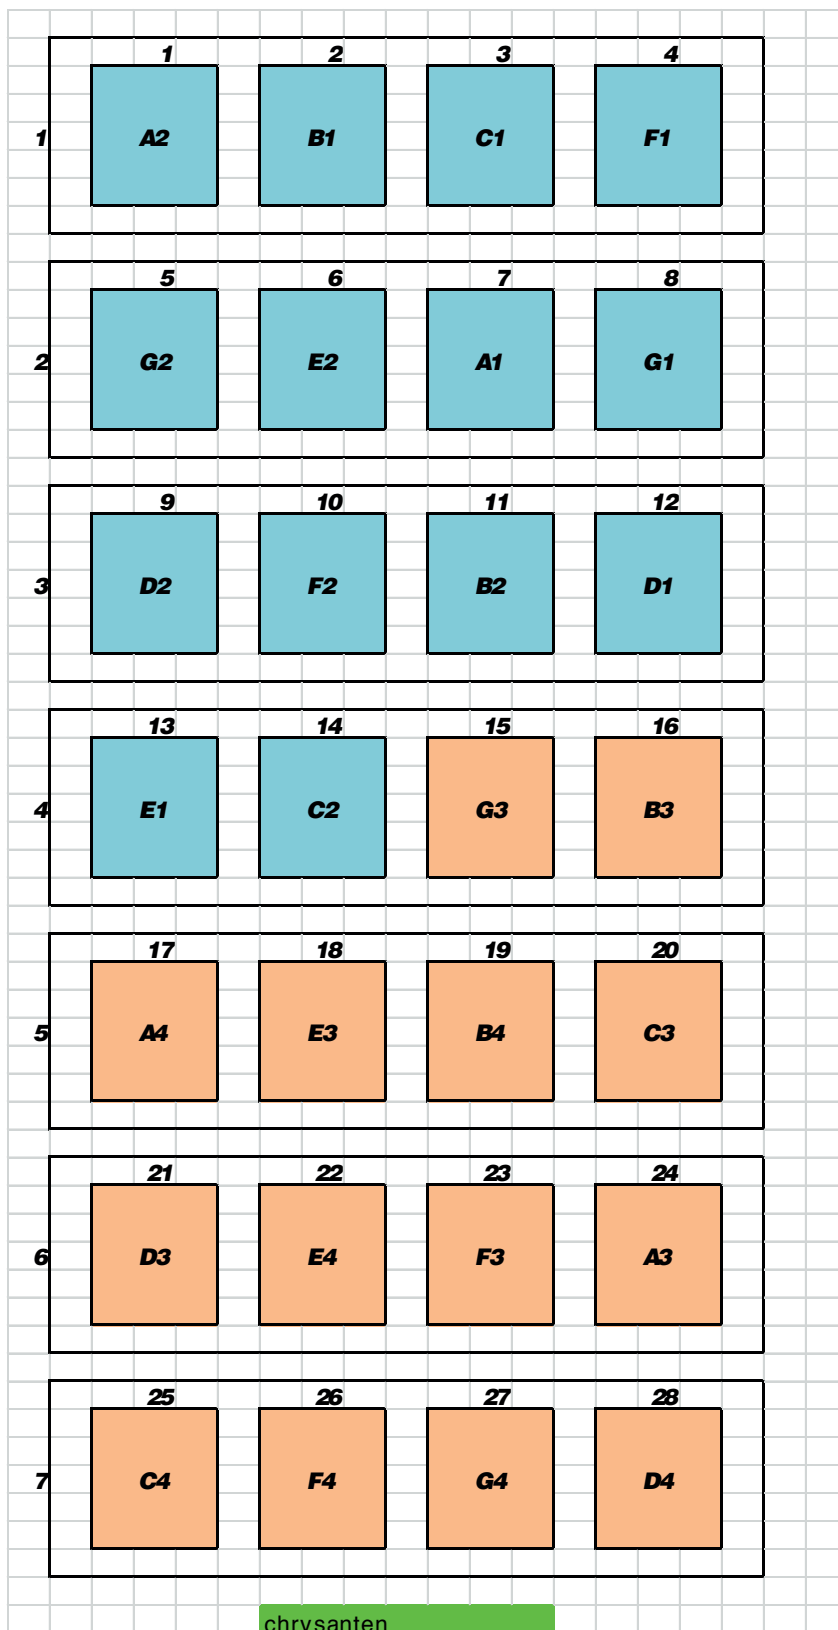 1 2 3 4
1 A2 B1 C1 F1
5 6 7 8
2 G2 E2 A1 G1
9 10 11 12
3 D2 F2 B2 D1
13 14 15 16
4 E1 C2 G3 B3
17 18 19 20
5 A4 E3 B4 C3
21 22 23 24
6 D3 E4 F3 A3
25 26 27 28
7 C4 F4 G4 D4
chrysanten